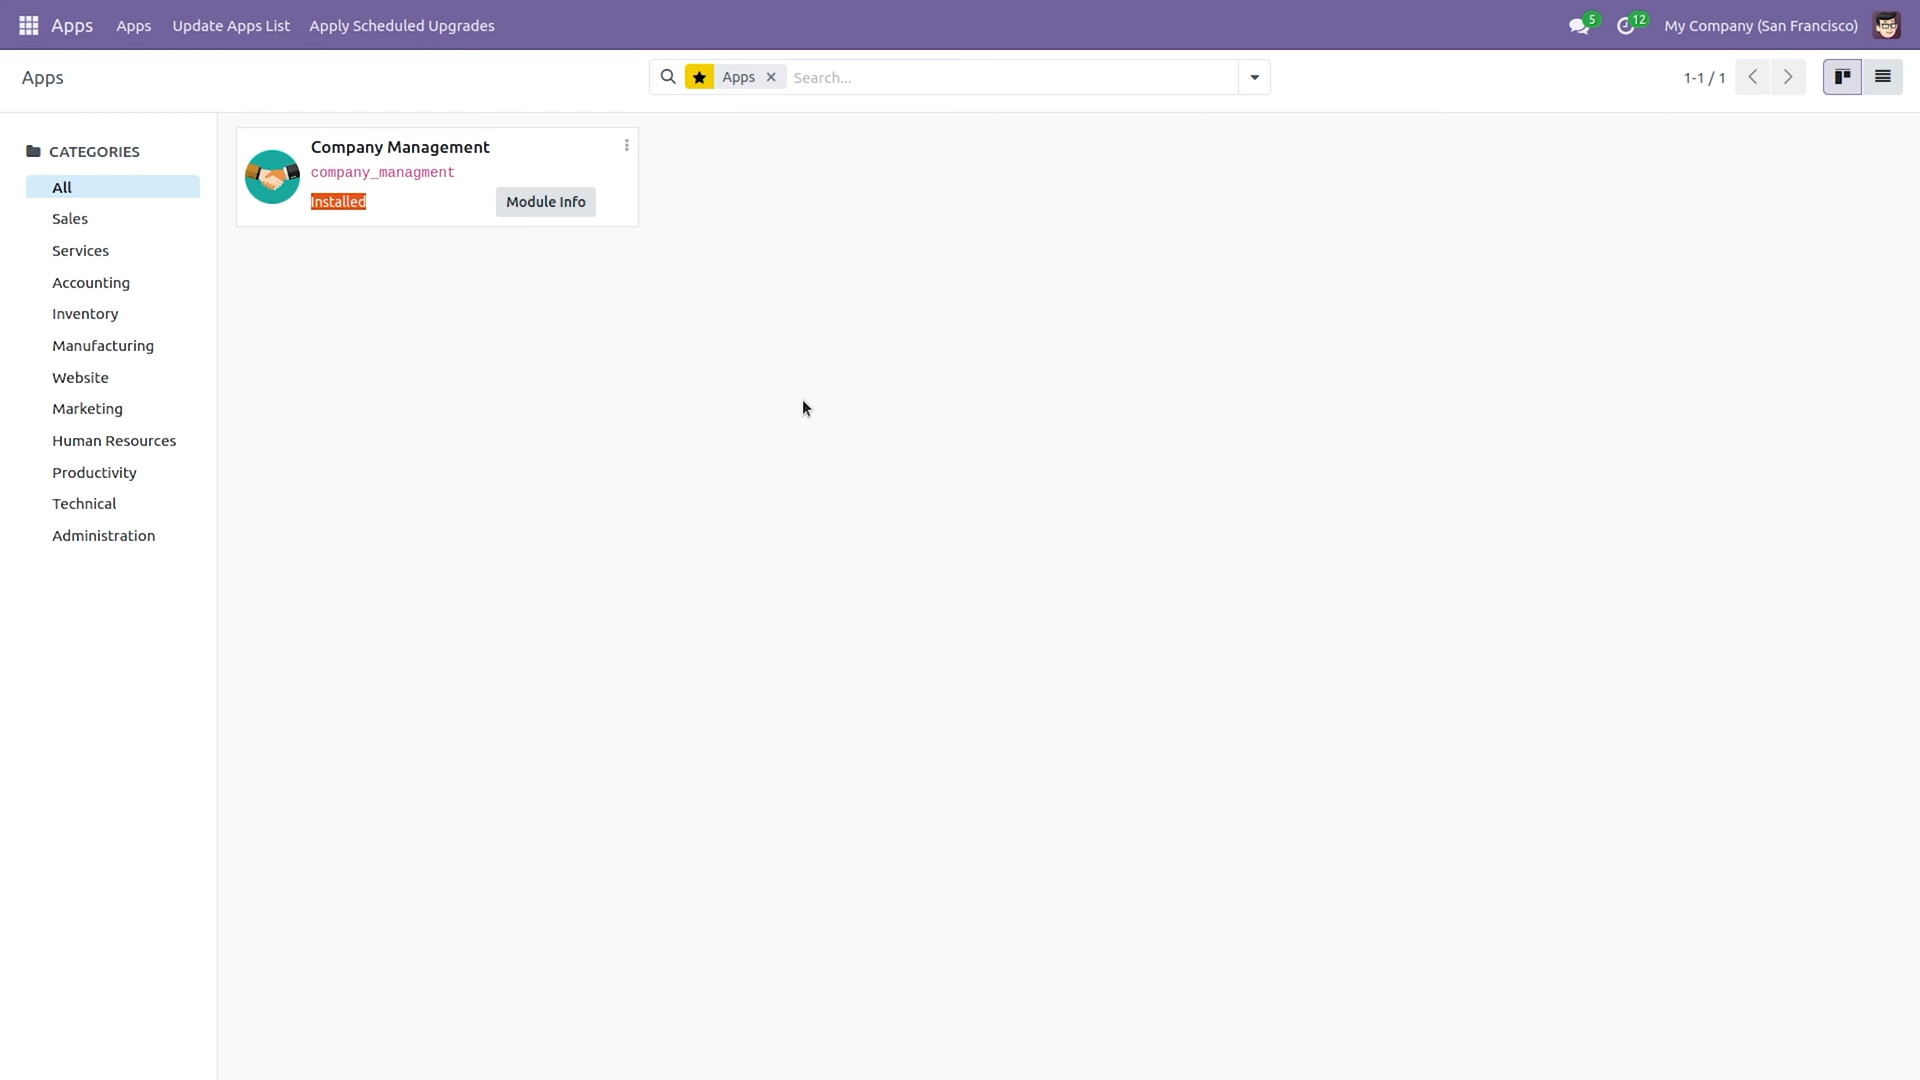 Apps
Apps
Update Apps List
Apply Scheduled Upgrades
5
12
My Company (San Francisco)
Apps
Apps
Search...
1-1 / 1
CATEGORIES
All
Sales
Services
Accounting
Inventory
Manufacturing
Website
Marketing
Human Resources
Productivity
Technical
Administration
Company Management
company_managment
Installed
Module Info